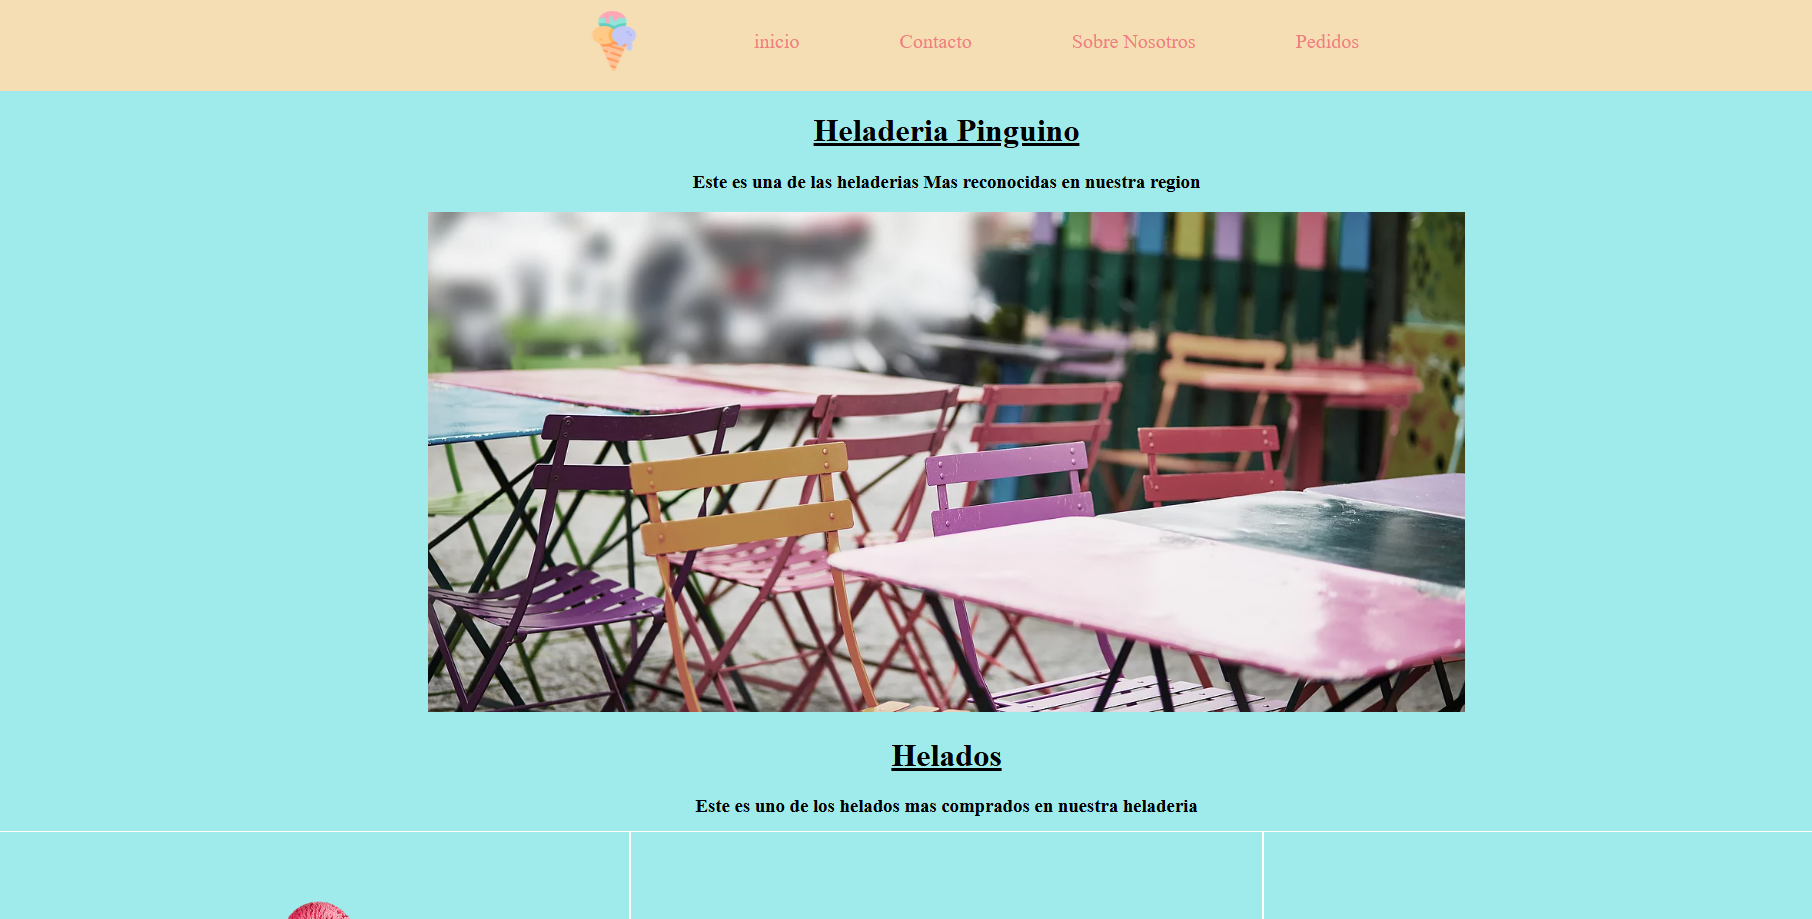 inicio
Contacto
Sobre Nosotros
Pedidos
Heladeria Pinguino
Este es una de las heladerias Mas reconocidas en nuestra region
Helados
Este es uno de los helados mas comprados en nuestra heladeria